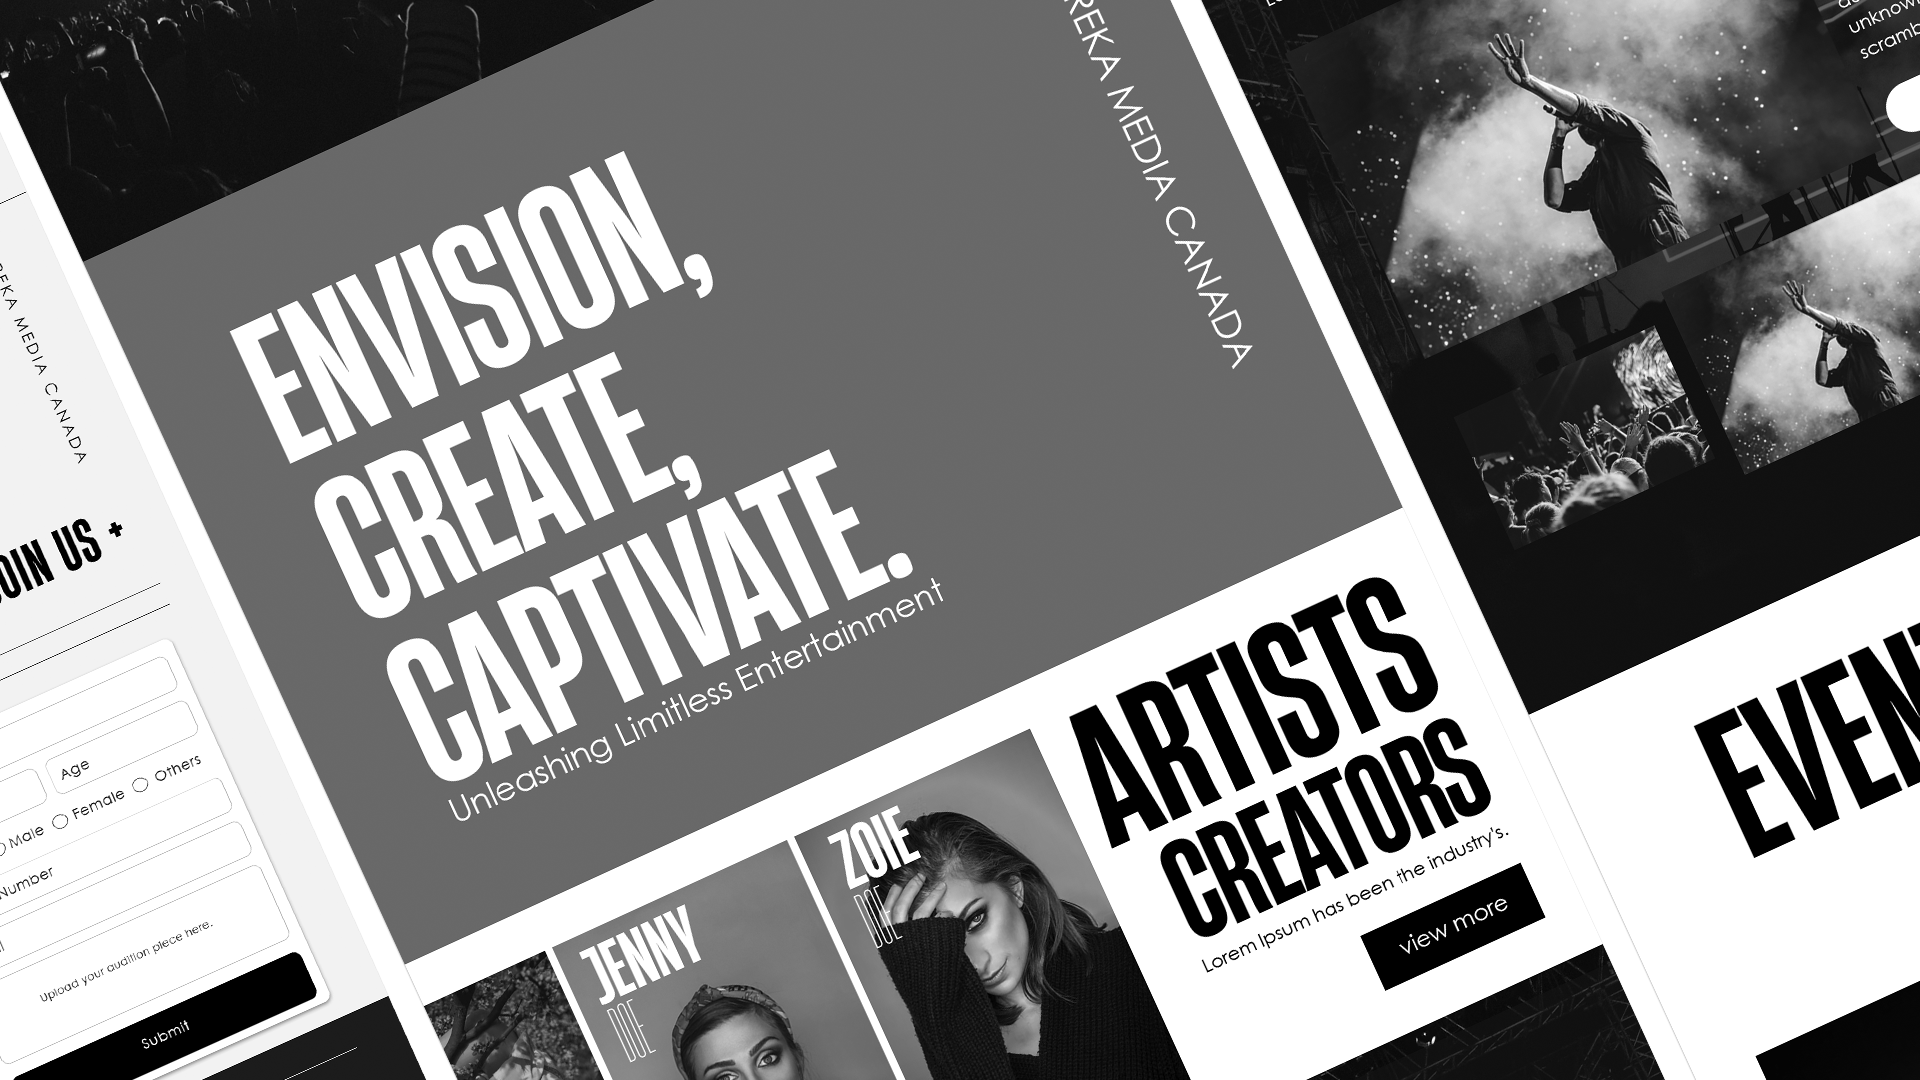 REKA MEDIA CANADA
JOIN US +
Age
Male
Female
Others
Number
Upload your audition piece here.
Submit
REKA MEDIA CANADA
ENVISION,
CREATE,
CAPTIVATE.
Unleashing Limitless Entertainment
JENNY
DOE
ZOIE
DOE
ARTISTS
CREATORS
Lorem Ipsum has been the industry's.
view more
unknown
scramb
EVENT